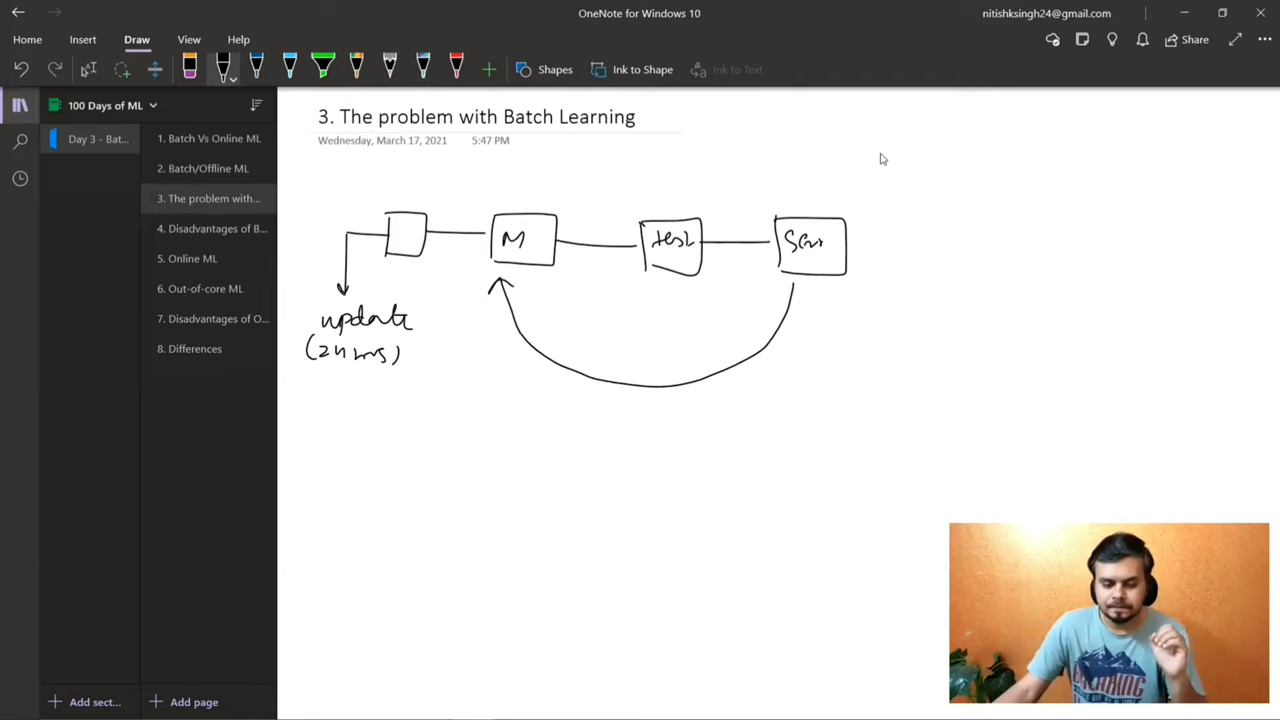 OneNote for Windows 10
nitishksingh24@gmail.com
Home
Insert
Draw
View
Help
Share
Shapes
Ink to Shape
Ink to Text
100 Days of ML
Day 3 - Bat...
1. Batch Vs Online ML
2. Batch/Offline ML
3. The problem with...
4. Disadvantages of B...
5. Online ML
6. Out-of-core ML
7. Disadvantages of O...
8. Differences
Add sect...
Add page
3. The problem with Batch Learning
Wednesday, March 17, 2021 5:47 PM
M
test
update